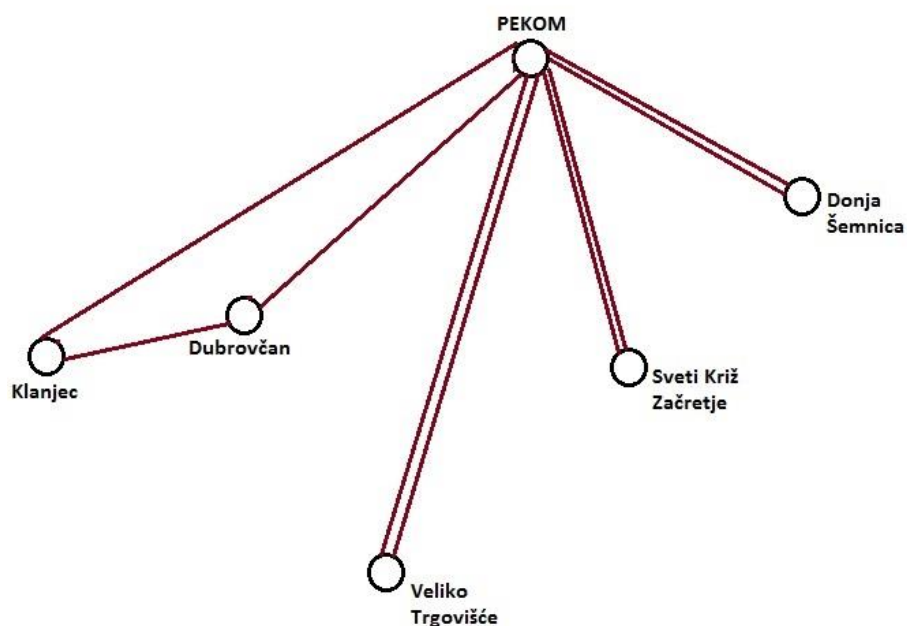 PEKOM
Donja
Šemnica
Dubrovčan
Klanjec
Sveti Križ
Začretje
Veliko
Trgovišće